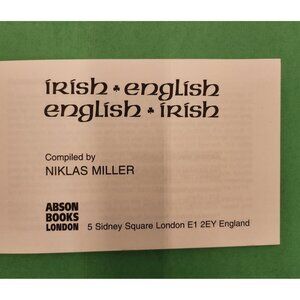 irish ♣ english
english ♣ irish
Compiled by
NIKLAS MILLER
ABSON
BOOKS
LONDON 5 Sidney Square London E1 2EY England